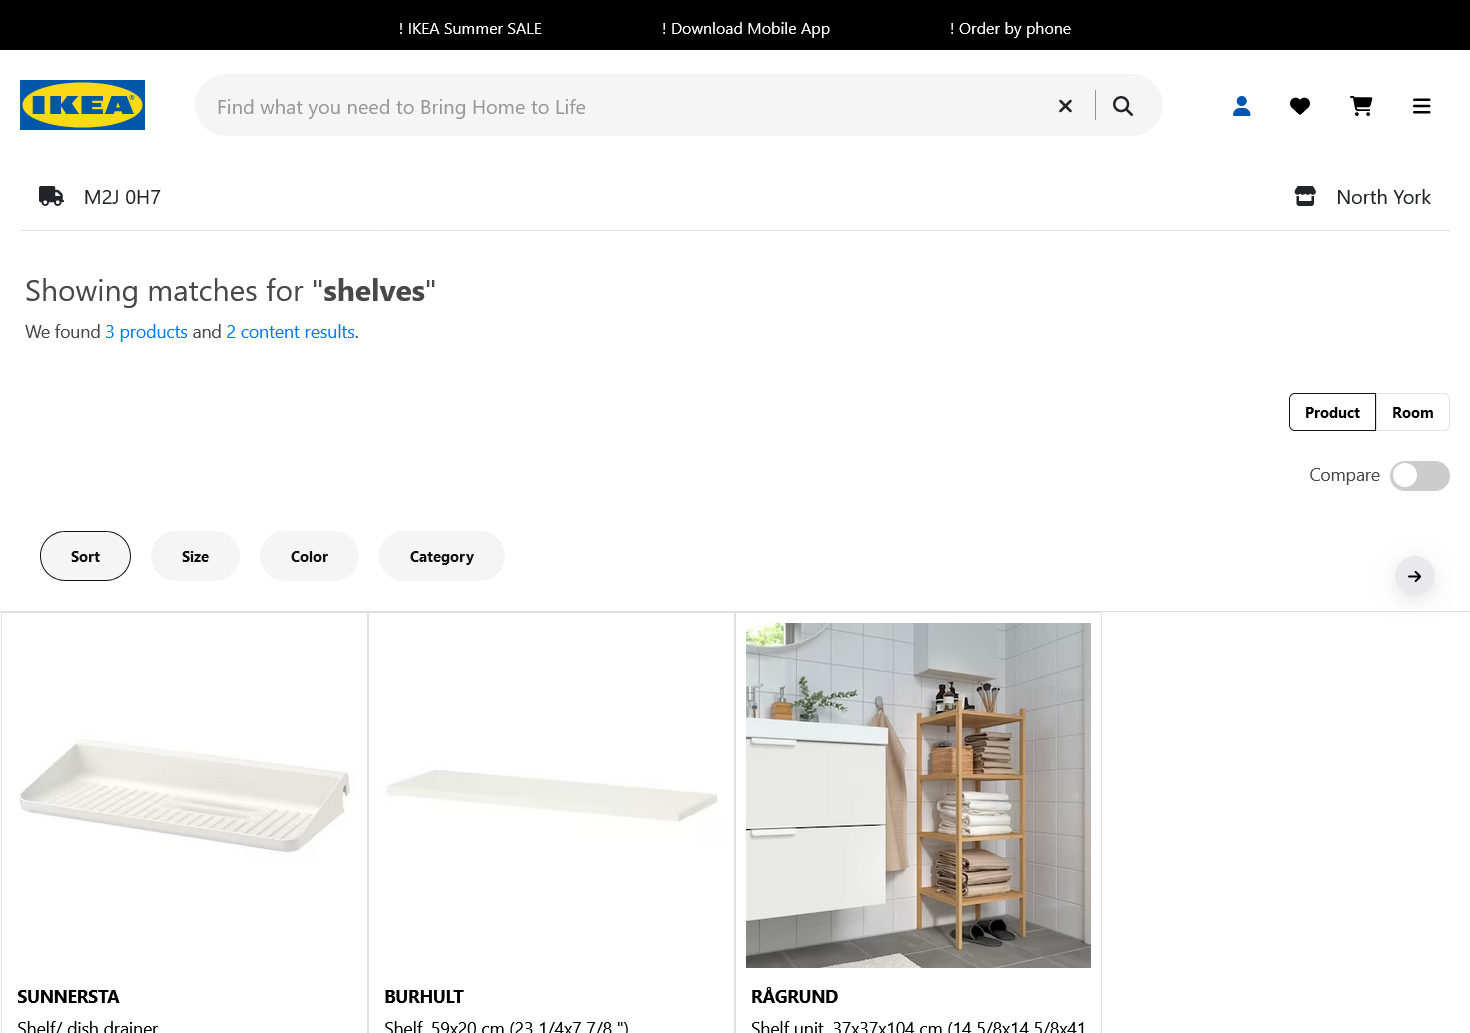 ! IKEA Summer SALE
! Download Mobile App
! Order by phone
IKEA
Find what you need to Bring Home to Life
M2J 0H7
North York
Showing matches for "shelves"
We found 3 products and 2 content results.
Product
Room
Compare
Sort
Size
Color
Category
SUNNERSTA
Shelf/ dish drainer
BURHULT
Shelf, 59x20 cm (23 1/4x7 7/8 ")
RÅGRUND
Shelf unit, 37x37x104 cm (14 5/8x14 5/8x41